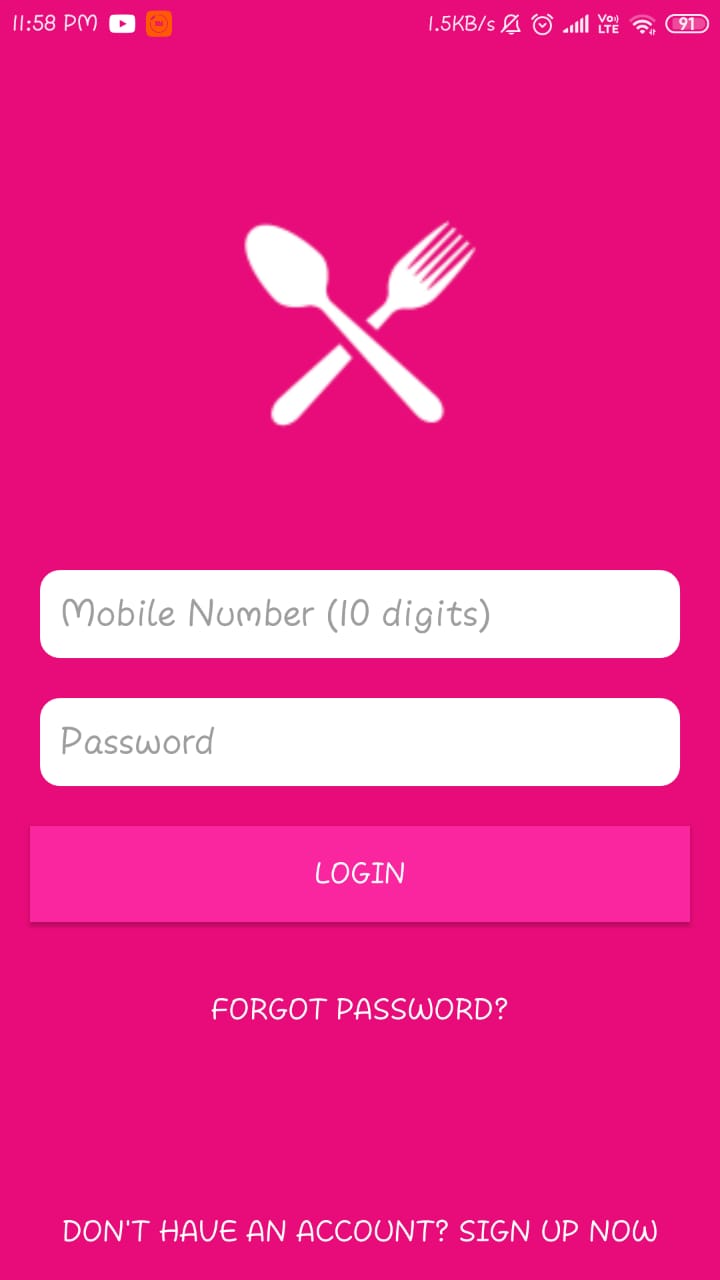 11:58 PM
1.5KB/s Vo)) LTE 91
Mobile Number (10 digits)
Password
LOGIN
FORGOT PASSWORD?
DON'T HAVE AN ACCOUNT? SIGN UP NOW